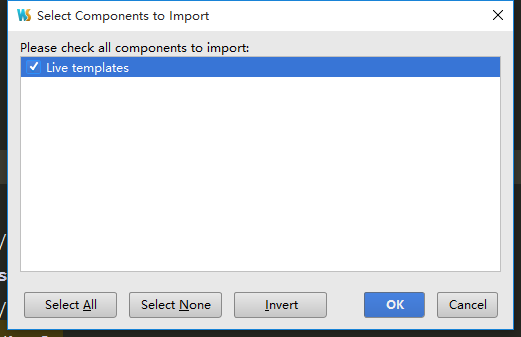 WS Select Components to Import
Please check all components to import:
Live templates
Select All Select None Invert OK Cancel